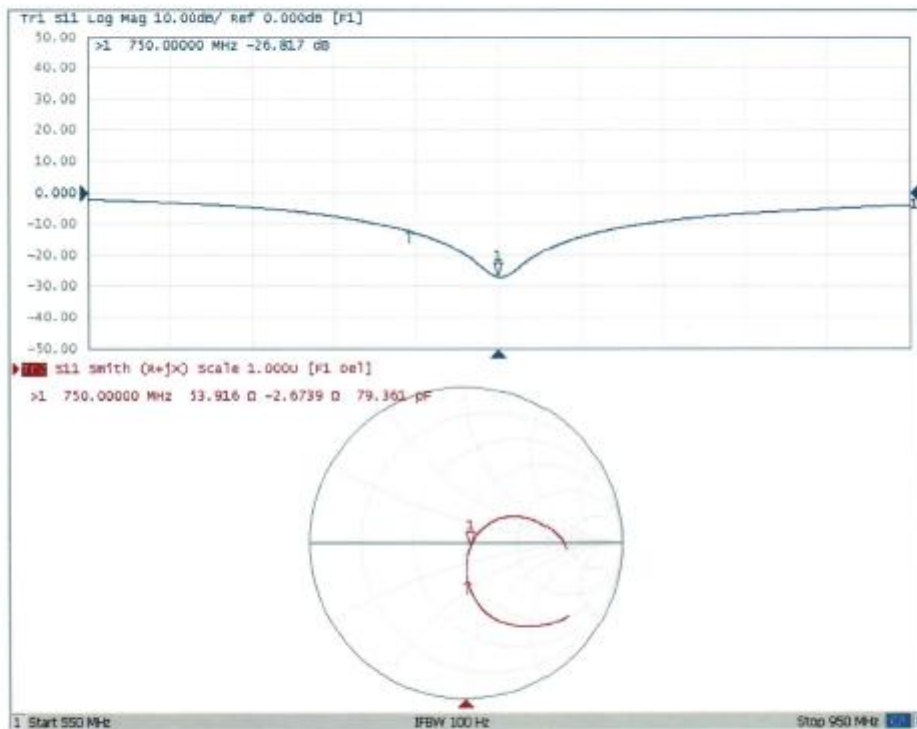 Tr1 S11 Log Mag 10.00dB/ Ref 0.000dB [F1]
50.00
>1 750.00000 MHz -26.817 dB
40.00
30.00
20.00
10.00
0.000
-10.00
-20.00
-30.00
-40.00
-50.00
1
1
S11 Smith (R+jX) Scale 1.000U [F1 Del]
>1 750.00000 MHz 53.916 Ω -2.6739 Ω 79.361 pF
1
1 Start 550 MHz IFBW 100 Hz Stop 950 MHz